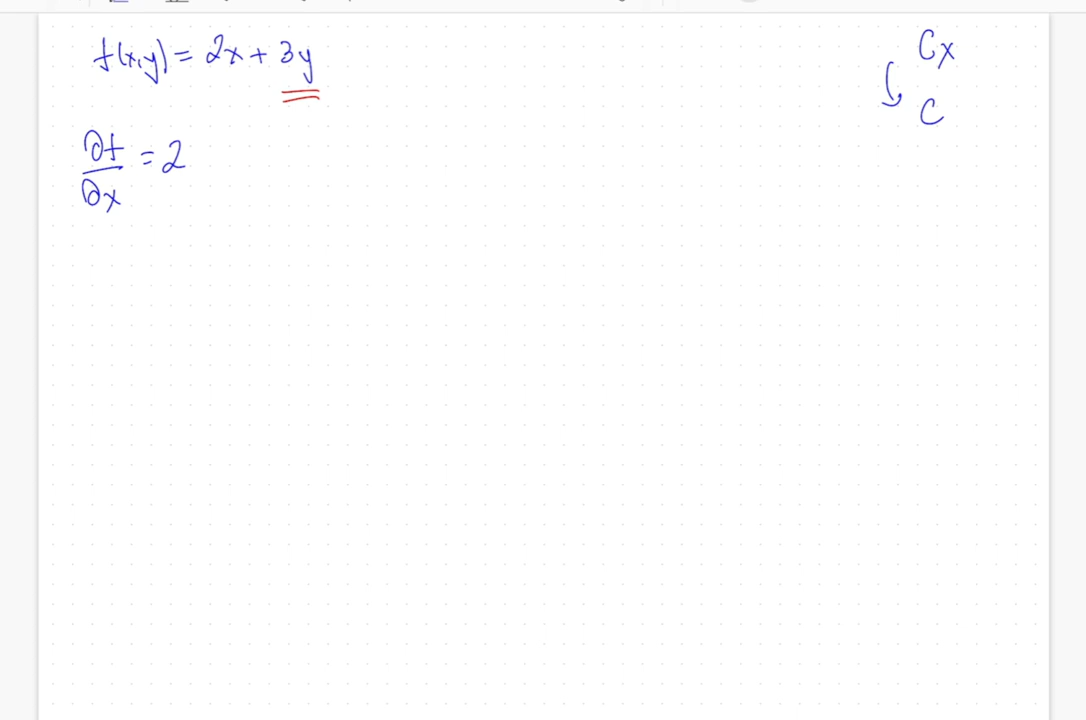 f(x,y) = 2x + 3y
∂f/∂x = 2
Cx
C